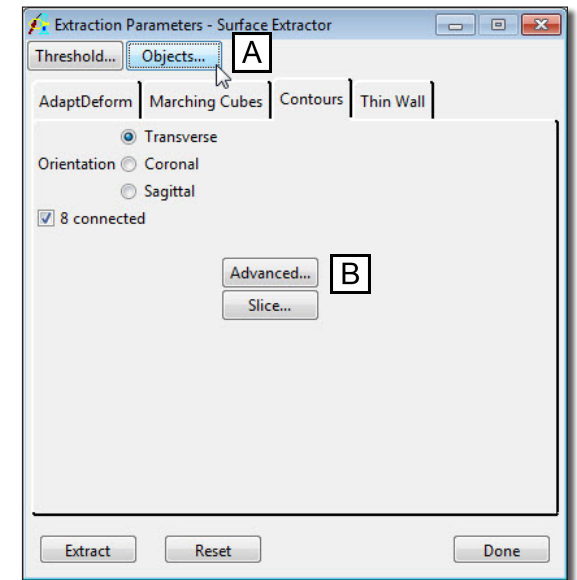 Extraction Parameters - Surface Extractor
Threshold... Objects... A
AdaptDeform Marching Cubes Contours Thin Wall
Transverse
Orientation Coronal
Sagittal
8 connected
Advanced... B
Slice...
Extract Reset Done